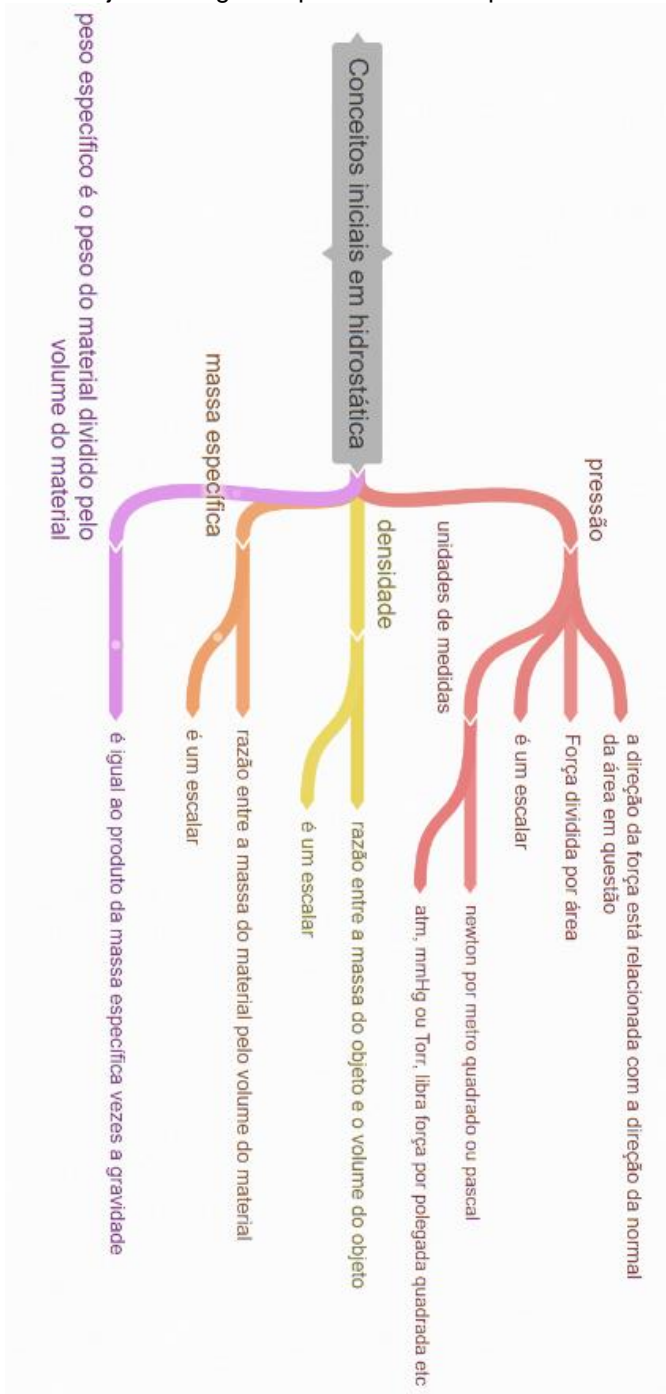 Conceitos iniciais em hidrostática
pressão
a direção da força está relacionada com a direção da normal
da área em questão
Força dividida por área
é um escalar
unidades de medidas
newton por metro quadrado ou pascal
atm, mmHg ou Torr, libra força por polegada quadrada etc
densidade
razão entre a massa do objeto e o volume do objeto
é um escalar
massa específica
razão entre a massa do material pelo volume do material
é um escalar
peso específico é o peso do material dividido pelo
volume do material
é igual ao produto da massa específica vezes a gravidade